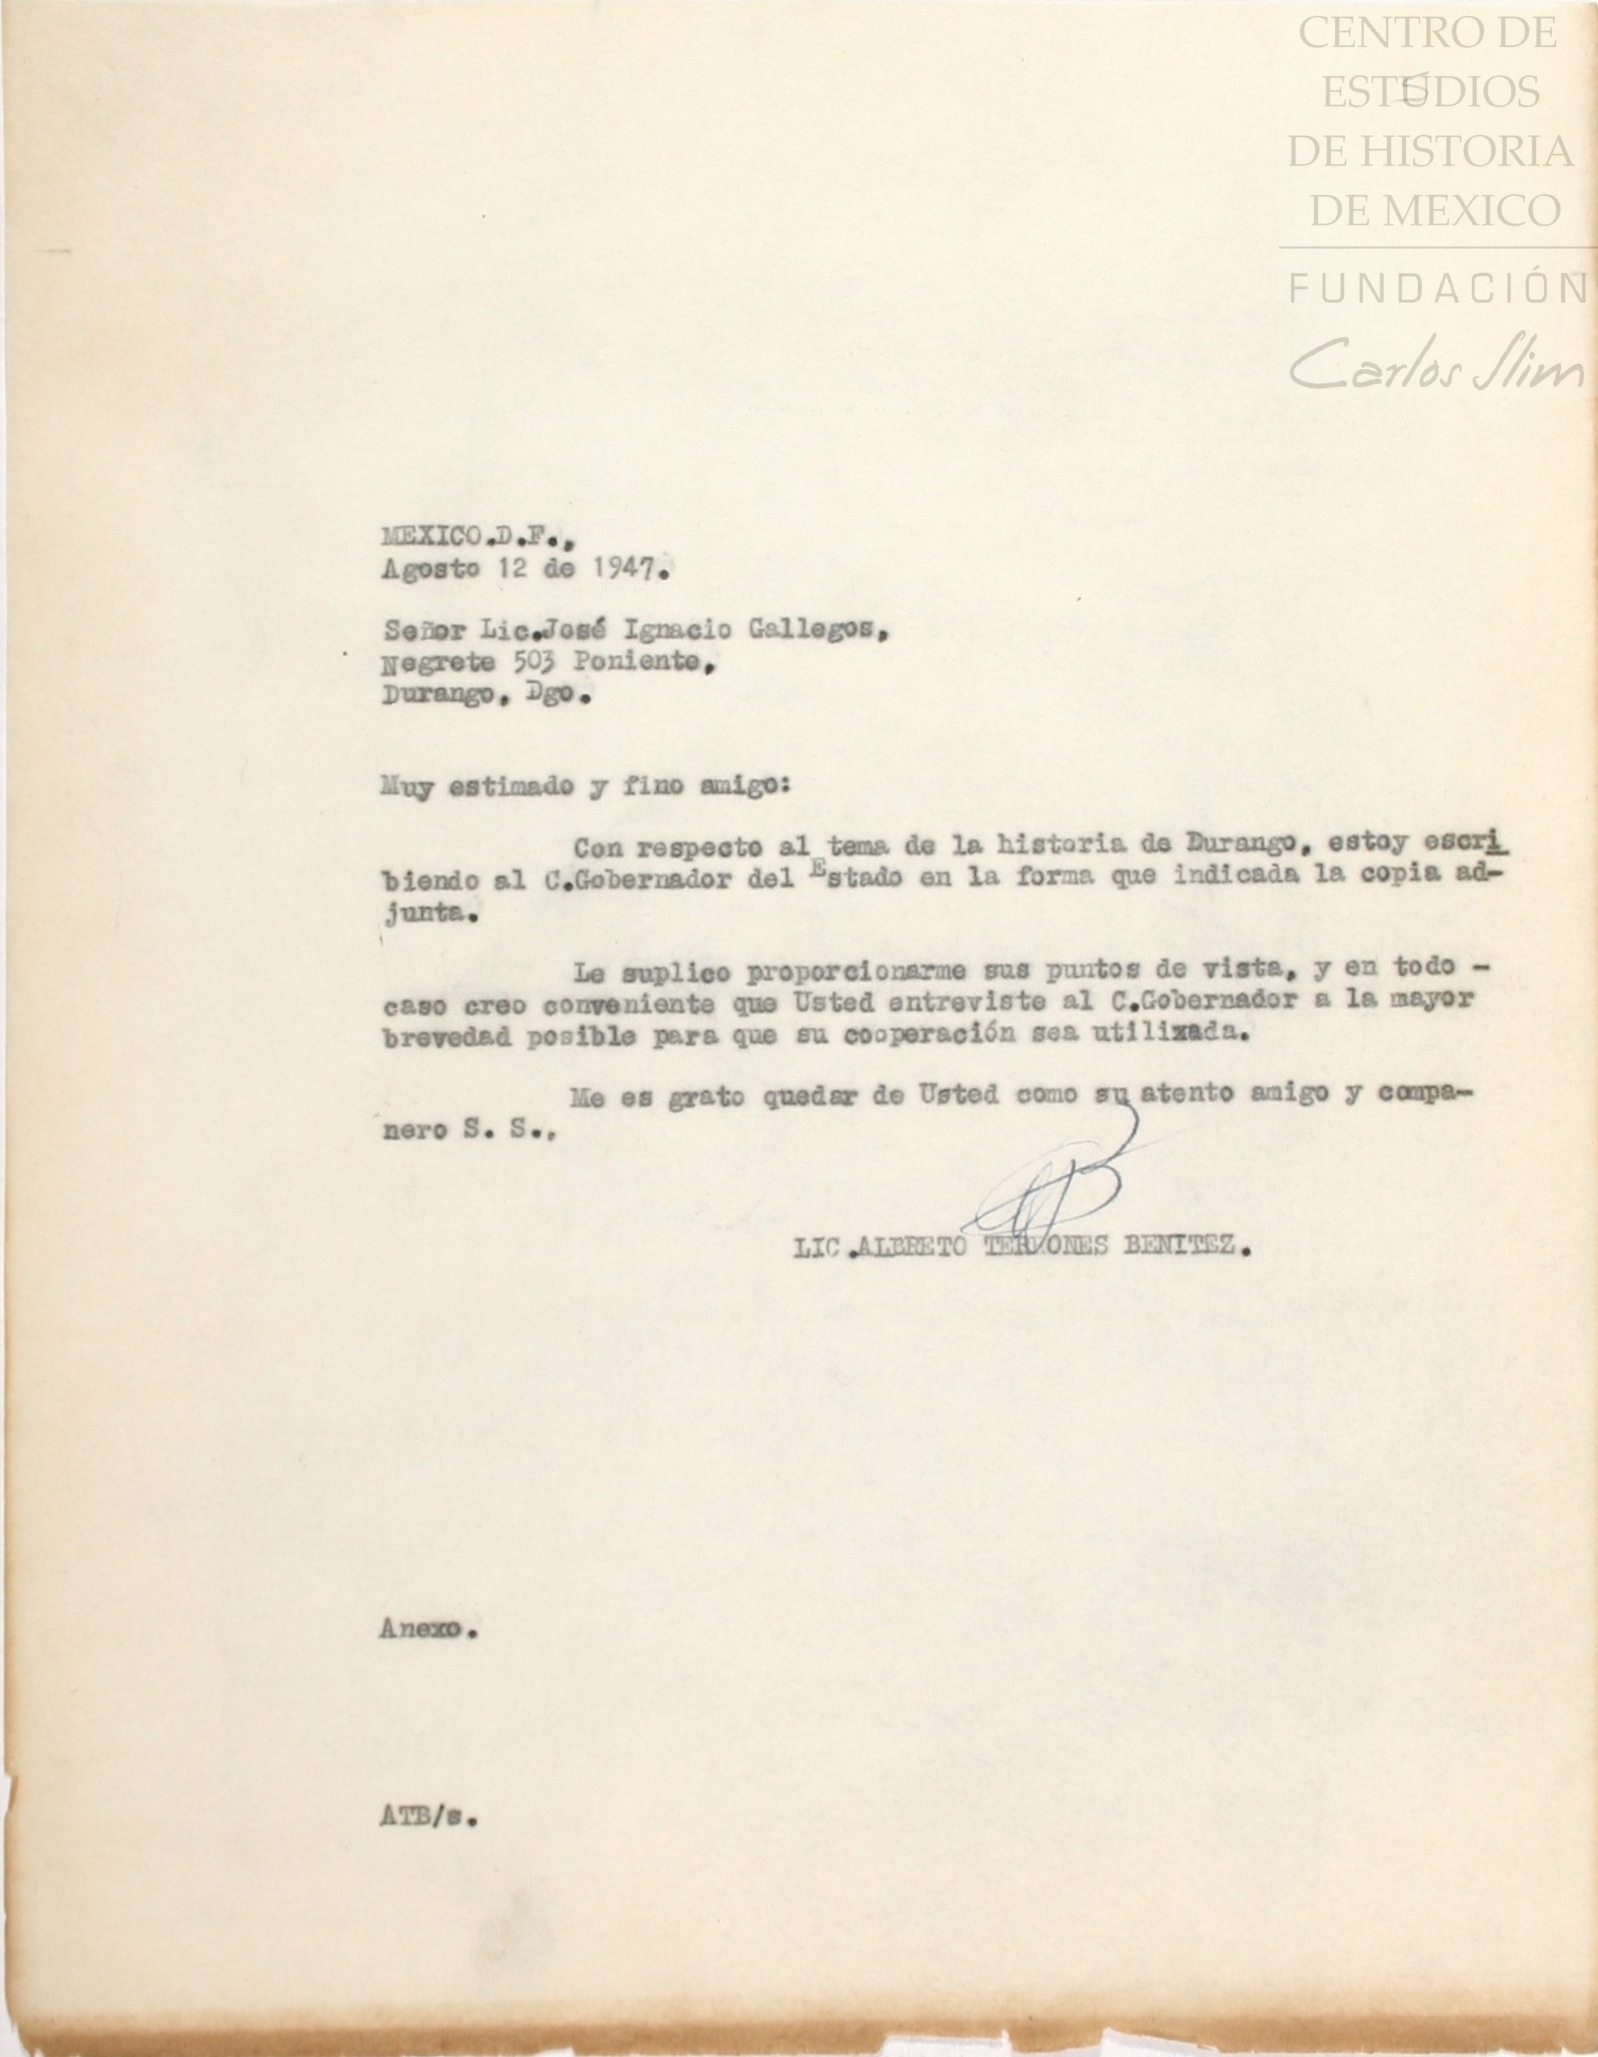 CENTRO DE
ESTUDIOS
DE HISTORIA
DE MEXICO
FUNDACIÓN
Carlos Slim
5
MEXICO.D.F.,
Agosto 12 de 1947.
Señor Lic.José Ignacio Gallegos,
Negrete 503 Poniente,
Durango, Dgo.
Muy estimado y fino amigo:
Con respecto al tema de la historia de Durango, estoy escri
biendo al C.Gobernador del Estado en la forma que indicada la copia ad-
junta.
Le suplico proporcionarme sus puntos de vista, y en todo -
caso creo conveniente que Usted entreviste al C.Gobernador a la mayor
brevedad posible para que su cooperación sea utilixada.
Me es grato quedar de Usted como su atento amigo y compa-
nero S. S.,
LIC.ALBRETO TERRONES BENITEZ.
Anexo.
ATB/s.